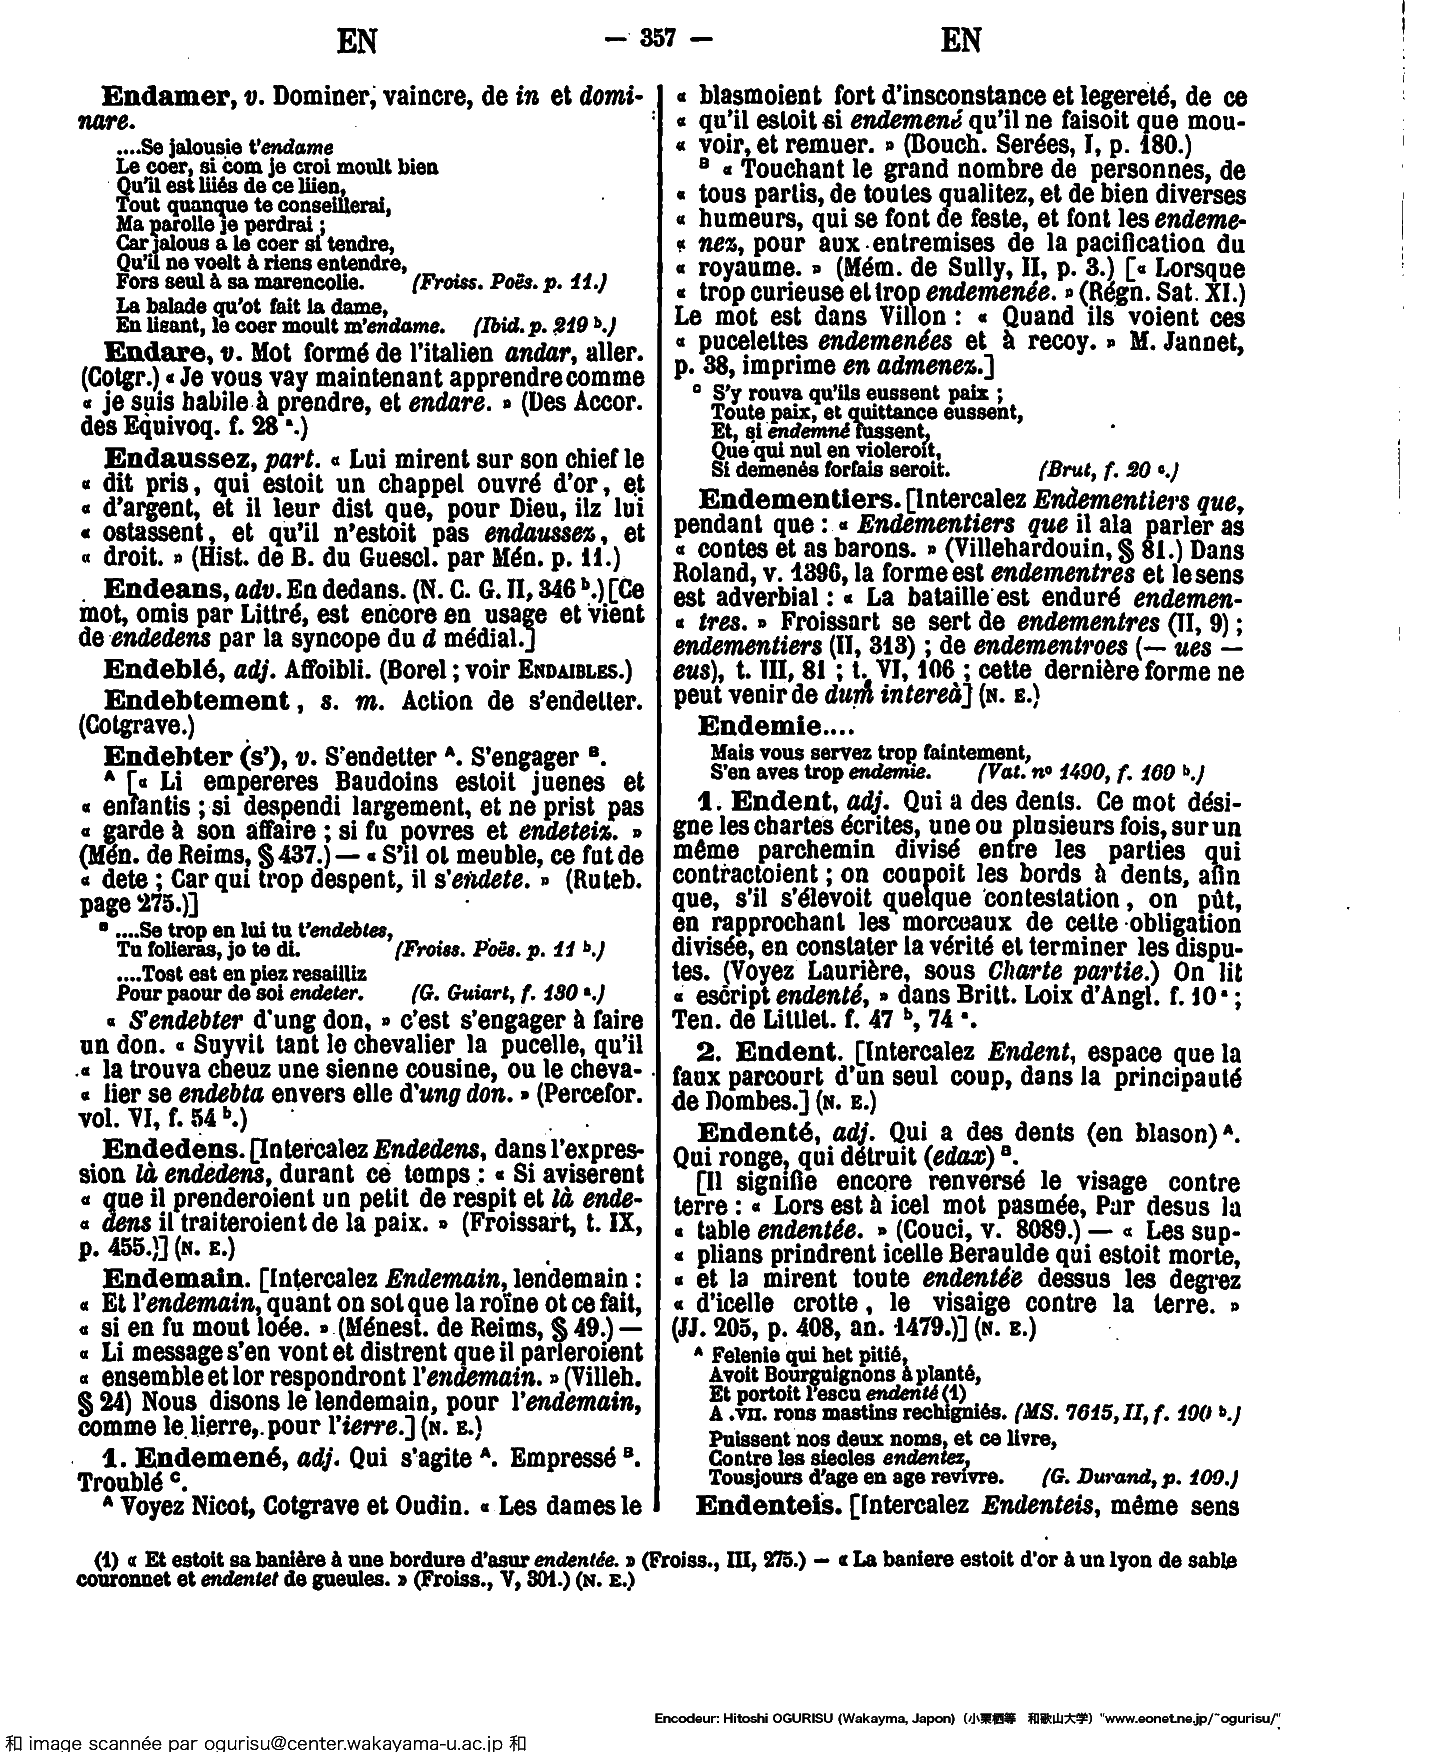 EN
— 357 —
EN
Endamer, v. Dominer, vaincre, de in et domi-
nare.
....Se jalousie t'endame
Le coer, si com je croi moult bien
Qu'il est liiés de ce liien,
Tout quanque te conseillerai,
Ma parolle je perdrai ;
Car jalous a le coer si tendre,
Qu'il ne voelt à riens entendre,
Fors seul à sa marencolie. (Froiss. Poës. p. 11.)
La balade qu'ot fait la dame,
En lisant, le coer moult m'endame. (Ibid. p. 219 b.)
Endare, v. Mot formé de l'italien andar, aller.
(Cotgr.) « Je vous vay maintenant apprendre comme
« je suis habile à prendre, et endare. » (Des Accor.
des Equivoq. f. 28 a.)
Endaussez, part. « Lui mirent sur son chief le
« dit pris, qui estoit un chappel ouvré d'or, et
« d'argent, et il leur dist que, pour Dieu, ilz lui
« ostassent, et qu'il n'estoit pas endaussez, et
« droit. » (Hist. de B. du Guescl. par Mén. p. 11.)
Endeans, adv. En dedans. (N. C. G. II, 346 b.) [Ce
mot, omis par Littré, est encore en usage et vient
de endedens par la syncope du d médial.]
Endeblé, adj. Affoibli. (Borel ; voir ENDAIBLES.)
Endebtement, s. m. Action de s'endetter.
(Cotgrave.)
Endebter (s'), v. S'endetter A. S'engager B.
A [« Li empereres Baudoins estoit juenes et
« enfantis ; si despendi largement, et ne prist pas
« garde à son affaire ; si fu povres et endeteiz. »
(Mén. de Reims, § 437.) — « S'il ot meuble, ce fut de
« dete ; Car qui trop despent, il s'endete. » (Ruteb.
page 275.)]
B ....Se trop en lui tu t'endebtes,
Tu folieras, jo te di. (Froiss. Poës. p. 11 b.)
....Tost est en piez resailliz
Pour paour de soi endeter. (G. Guiart, f. 130 a.)
« S'endebter d'ung don, » c'est s'engager à faire
un don. « Suyvit tant le chevalier la pucelle, qu'il
« la trouva cheuz une sienne cousine, ou le cheva-
« lier se endebta envers elle d'ung don. » (Percefor.
vol. VI, f. 54 b.)
Endedens. [Intercalez Endedens, dans l'expres-
sion là endedens, durant ce temps : « Si aviserent
« que il prenderoient un petit de respit et là ende-
« dens il traiteroient de la paix. » (Froissart, t. IX,
p. 455.)] (N. E.)
Endemain. [Intercalez Endemain, lendemain :
« Et l'endemain, quant on sot que la roïne ot ce fait,
« si en fu mout loée. » (Ménest. de Reims, § 49.) —
« Li message s'en vont et distrent que il parleroient
« ensemble et lor respondront l'endemain. » (Villeh.
§ 24) Nous disons le lendemain, pour l'endemain,
comme le lierre, pour l'ierre.] (N. E.)
1. Endemené, adj. Qui s'agite A. Empressé B.
Troublé C.
A Voyez Nicot, Cotgrave et Oudin. « Les dames le
« blasmoient fort d'insconstance et legereté, de ce
« qu'il estoit si endemené qu'il ne faisoit que mou-
« voir, et remuer. » (Bouch. Serées, I, p. 180.)
B « Touchant le grand nombre de personnes, de
« tous partis, de toutes qualitez, et de bien diverses
« humeurs, qui se font de feste, et font les endeme-
« nez, pour aux entremises de la pacification du
« royaume. » (Mém. de Sully, II, p. 3.) [« Lorsque
« trop curieuse et trop endemenée. » (Régn. Sat. XI.)
Le mot est dans Villon : « Quand ils voient ces
« pucelettes endemenées et à recoy. » M. Jannet,
p. 38, imprime en admenez.]
C S'y rouva qu'ils eussent paix ;
Toute paix, et quittance eussent,
Et, si endemné fussent,
Que qui nul en violeroit,
Si demenés forfais seroit. (Brut, f. 20 c.)
Endementiers. [Intercalez Endementiers que,
pendant que : « Endementiers que il ala parler as
« contes et as barons. » (Villehardouin, § 81.) Dans
Roland, v. 1396, la forme est endementres et le sens
est adverbial : « La bataille est enduré endemen-
« tres. » Froissart se sert de endementres (II, 9) ;
endementiers (II, 313) ; de endementroes (— ues —
eus), t. III, 81 ; t. VI, 106 ; cette dernière forme ne
peut venir de dum intereà] (N. E.)
Endemie....
Mais vous servez trop faintement,
S'en aves trop endemie. (Vat. nº 1490, f. 169 b.)
1. Endent, adj. Qui a des dents. Ce mot dési-
gne les chartes écrites, une ou plusieurs fois, sur un
même parchemin divisé entre les parties qui
contractoient ; on coupoit les bords à dents, afin
que, s'il s'élevoit quelque contestation, on pût,
en rapprochant les morceaux de cette obligation
divisée, en constater la vérité et terminer les dispu-
tes. (Voyez Laurière, sous Charte partie.) On lit
« escript endenté, » dans Britt. Loix d'Angl. f. 10 a ;
Ten. de Littlet. f. 47 b, 74 a.
2. Endent. [Intercalez Endent, espace que la
faux parcourt d'un seul coup, dans la principauté
de Dombes.] (N. E.)
Endenté, adj. Qui a des dents (en blason) A.
Qui ronge, qui détruit (edax) B.
[Il signifie encore renversé le visage contre
terre : « Lors est à icel mot pasmée, Par desus la
« table endentée. » (Couci, v. 8089.) — « Les sup-
« plians prindrent icelle Beraulde qui estoit morte,
« et la mirent toute endentée dessus les degrez
« d'icelle crotte, le visaige contre la terre. »
(JJ. 205, p. 408, an. 1479.)] (N. E.)
A Felenie qui het pitié,
Avoit Bourguignons à planté,
Et portoit l'escu endenté (1)
A .VII. rons mastins rechigniés. (MS. 7615, II, f. 190 b.)
Puissent nos deux noms, et ce livre,
Contre les siecles endentez,
Tousjours d'age en age revivre. (G. Durand, p. 109.)
Endenteis. [Intercalez Endenteis, même sens
(1) « Et estoit sa banière à une bordure d'asur endentée. » (Froiss., III, 275.) — « La baniere estoit d'or à un lyon de sable
couronnet et endentet de gueules. » (Froiss., V, 301.) (N. E.)
Encodeur: Hitoshi OGURISU (Wakayma, Japon) (小栗栖等 和歌山大学) "www.eonet.ne.jp/~ogurisu/"
和 image scannée par ogurisu@center.wakayama-u.ac.jp 和